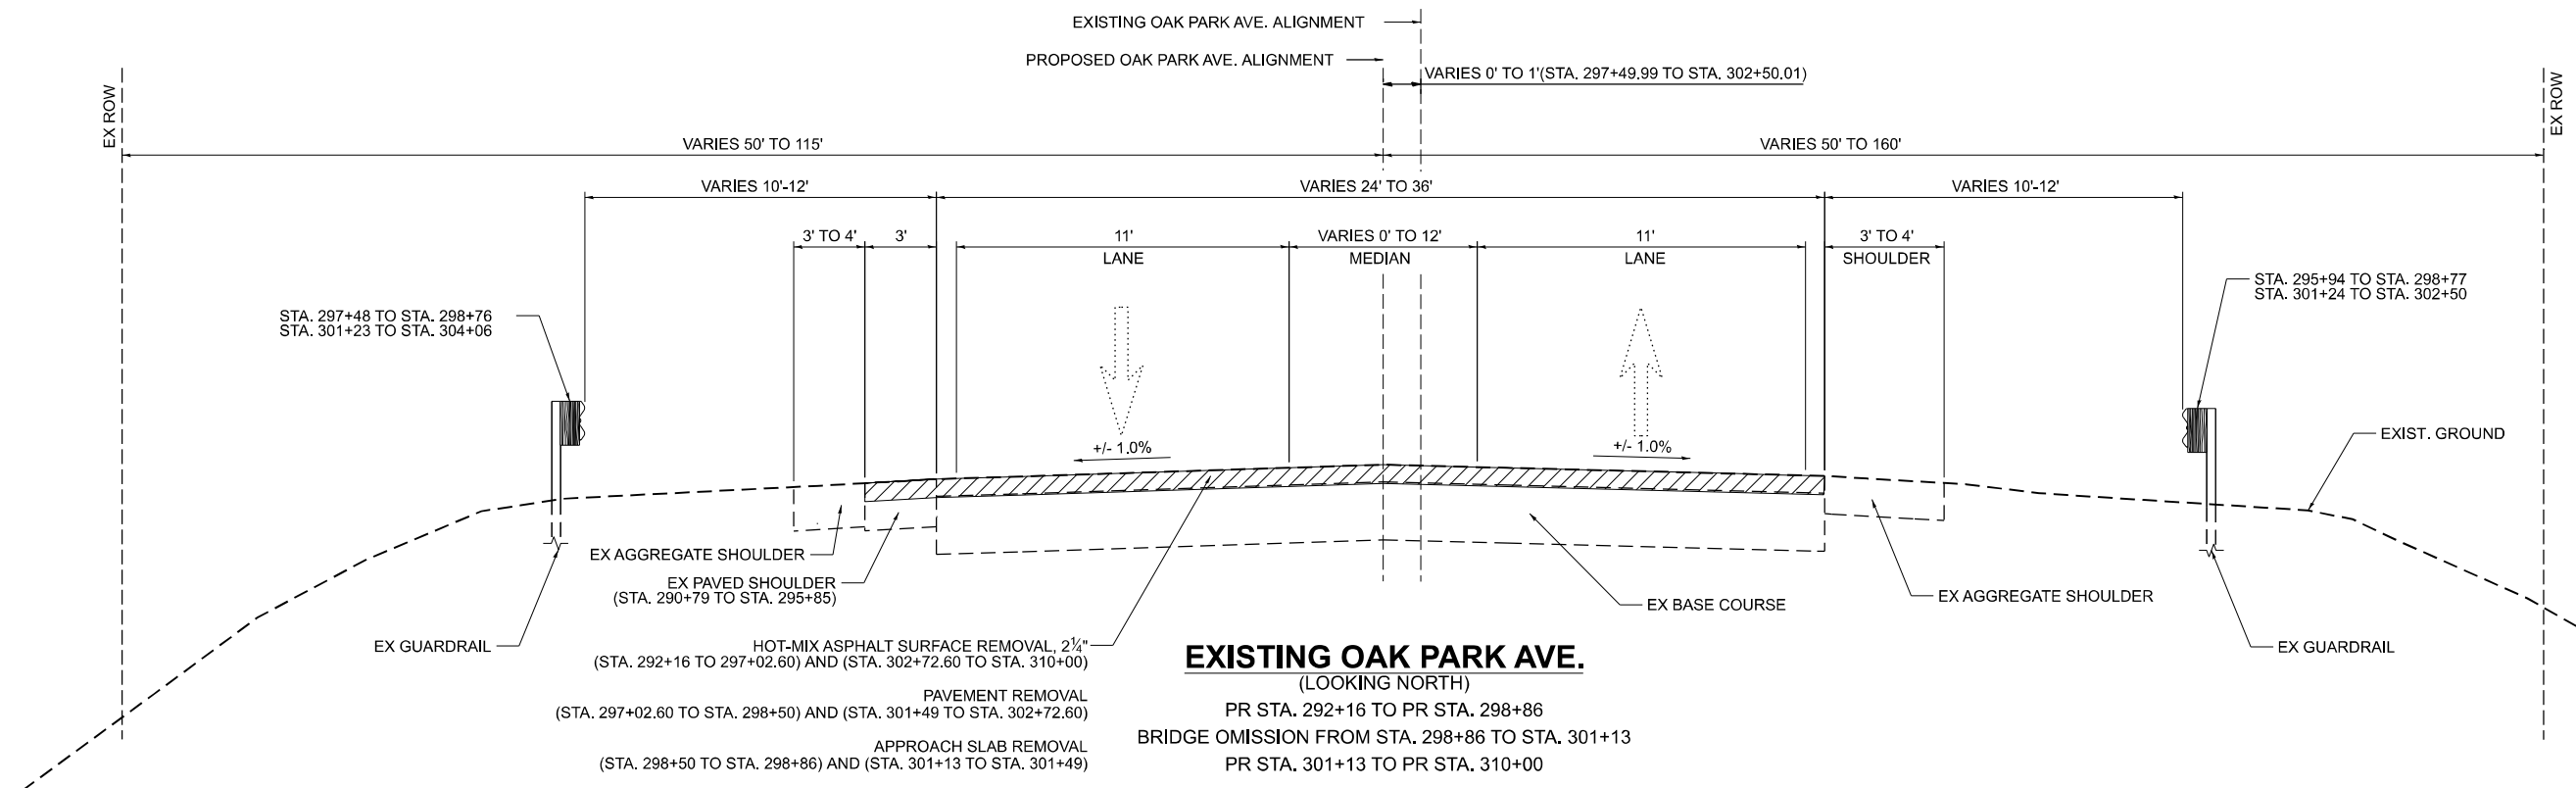 EXISTING OAK PARK AVE. ALIGNMENT
PROPOSED OAK PARK AVE. ALIGNMENT
VARIES 0' TO 1'(STA. 297+49.99 TO STA. 302+50.01)
EX ROW
EX ROW
VARIES 50' TO 115'
VARIES 50' TO 160'
VARIES 10'-12'
VARIES 24' TO 36'
VARIES 10'-12'
3' TO 4'
3'
11'
LANE
VARIES 0' TO 12'
MEDIAN
11'
LANE
3' TO 4'
SHOULDER
STA. 297+48 TO STA. 298+76
STA. 301+23 TO STA. 304+06
STA. 295+94 TO STA. 298+77
STA. 301+24 TO STA. 302+50
+/- 1.0%
+/- 1.0%
EXIST. GROUND
EX AGGREGATE SHOULDER
EX PAVED SHOULDER
(STA. 290+79 TO STA. 295+85)
EX BASE COURSE
EX AGGREGATE SHOULDER
EX GUARDRAIL
EX GUARDRAIL
HOT-MIX ASPHALT SURFACE REMOVAL, 2¼"
(STA. 292+16 TO 297+02.60) AND (STA. 302+72.60 TO STA. 310+00)
PAVEMENT REMOVAL
(STA. 297+02.60 TO STA. 298+50) AND (STA. 301+49 TO STA. 302+72.60)
APPROACH SLAB REMOVAL
(STA. 298+50 TO STA. 298+86) AND (STA. 301+13 TO STA. 301+49)
EXISTING OAK PARK AVE.
(LOOKING NORTH)
PR STA. 292+16 TO PR STA. 298+86
BRIDGE OMISSION FROM STA. 298+86 TO STA. 301+13
PR STA. 301+13 TO PR STA. 310+00